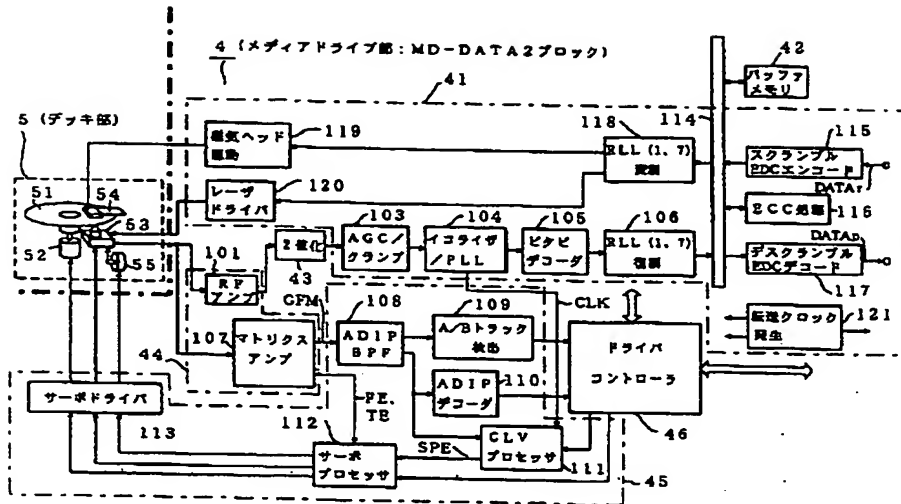 4 (メディアドライブ部:MD-DATA2ブロック)
41
42
バッファ
メモリ
114
5 (デッキ部)
51
54
53
52
55
磁気ヘッド
駆動
119
118
RLL(1,7)
変調
115
スクランブル
EDCエンコード
DATAr
レーザ
ドライバ
120
ECC処理
116
101
RF
アンプ
2値化
43
103
AGC/
クランプ
104
イコライザ
/PLL
105
ビタビ
デコーダ
106
RLL(1,7)
復調
DATAp
デスクランブル
EDCデコード
117
GFM
CLK
107
マトリクス
アンプ
44
108
ADIP
BPF
109
A/Bトラック
検出
転送クロック
発生
121
ドライバ
コントローラ
46
ADIP
デコーダ
110
FE,
TE
サーボドライバ
113
112
サーボ
プロセッサ
SPE
CLV
プロセッサ
111
45